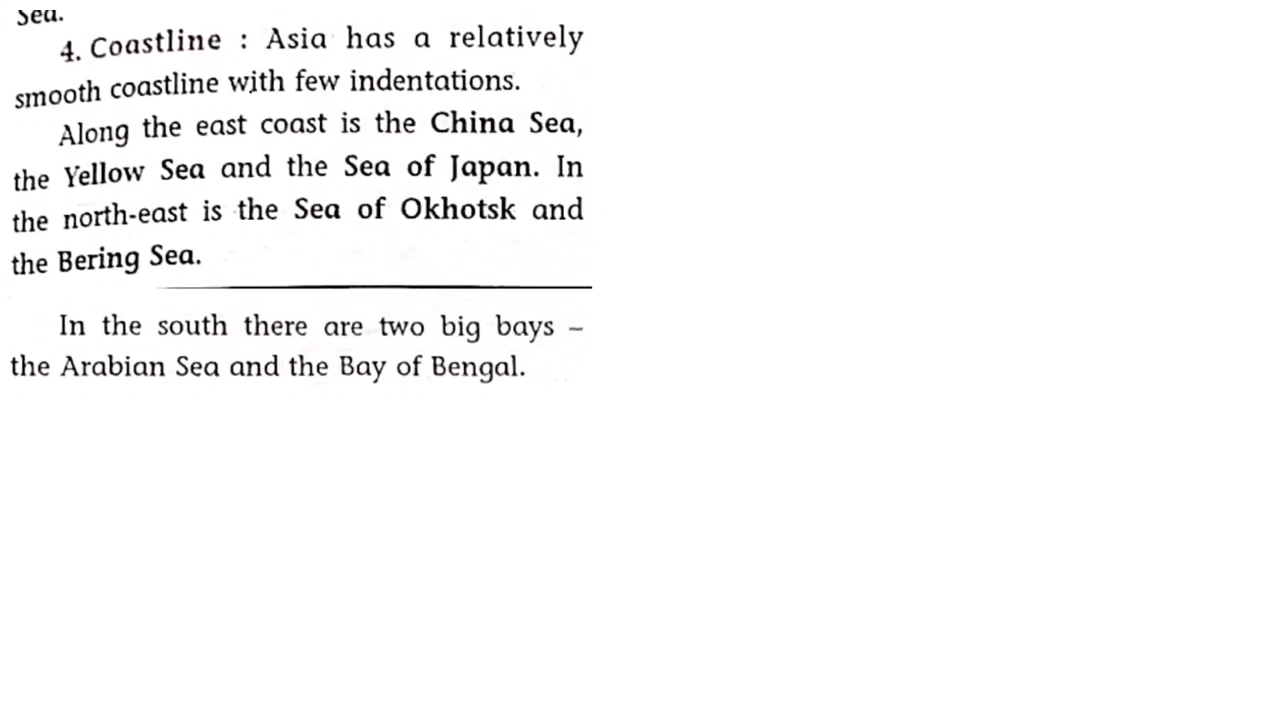 Sea.
4. Coastline : Asia has a relatively
smooth coastline with few indentations.
Along the east coast is the China Sea,
the Yellow Sea and the Sea of Japan. In
the north-east is the Sea of Okhotsk and
the Bering Sea.
In the south there are two big bays –
the Arabian Sea and the Bay of Bengal.